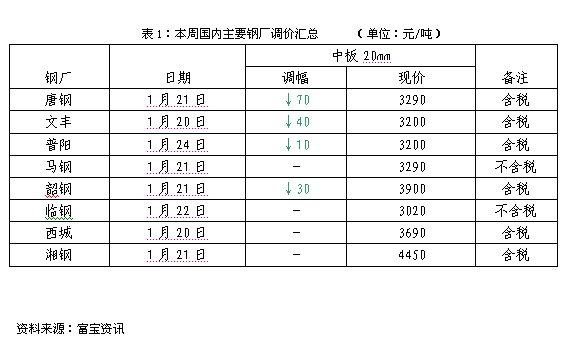 表1：本周国内主要钢厂调价汇总 （单位：元/吨）
钢厂 日期 中板 20mm 备注
调幅 现价
唐钢 1月21日 ↓70 3290 含税
文丰 1月20日 ↓40 3200 含税
普阳 1月24日 ↓10 3200 含税
马钢 1月21日 － 3290 不含税
韶钢 1月21日 ↓30 3900 含税
临钢 1月22日 － 3020 不含税
西城 1月20日 － 3690 含税
湘钢 1月21日 － 4450 含税
资料来源：富宝资讯